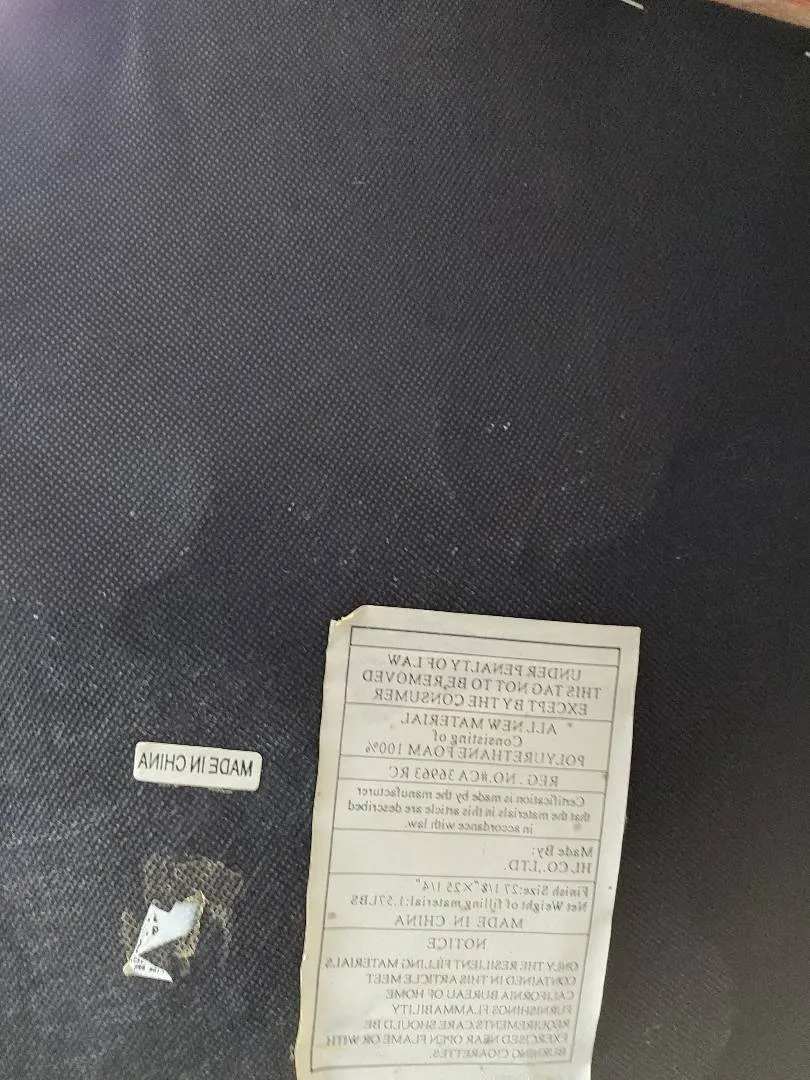 UNDER PENALTY OF LAW
THIS TAG NOT TO BE REMOVED
EXCEPT BY THE CONSUMER
ALL NEW MATERIAL
Consisting of
POLYURETHANE FOAM 100%
REG. NO.#CA 36963 RC
Certification is made by the manufacturer
that the materials in this article are described
in accordance with law.
Made By:
HL CO.,LTD.
Finish Size:27 1/8"×25 1/4"
Net Weight of filling material:1.57LBS
MADE IN CHINA
NOTICE
ONLY THE RESILIENT FILLING MATERIALS
CONTAINED IN THIS ARTICLE MEET
CALIFORNIA BUREAU OF HOME
FURNISHINGS FLAMMABILITY
REQUIREMENTS.CARE SHOULD BE
EXERCISED NEAR OPEN FLAME OR WITH
BURNING CIGARETTES.
MADE IN CHINA